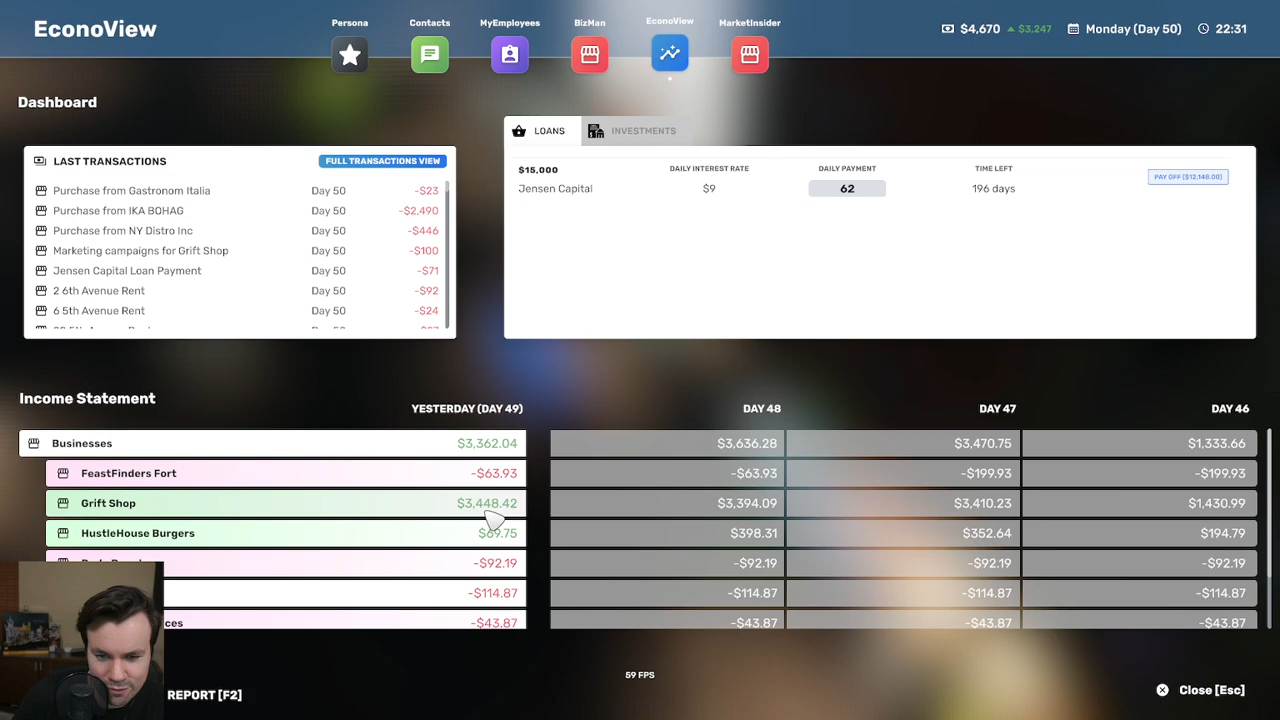 EconoView
Persona
Contacts
MyEmployees
BizMan
EconoView
MarketInsider
$4,670 ▲ $3,247
Monday (Day 50)
22:31
Dashboard
LAST TRANSACTIONS
FULL TRANSACTIONS VIEW
Purchase from Gastronom Italia Day 50 -$23
Purchase from IKA BOHAG Day 50 -$2,490
Purchase from NY Distro Inc Day 50 -$446
Marketing campaigns for Grift Shop Day 50 -$100
Jensen Capital Loan Payment Day 50 -$71
2 6th Avenue Rent Day 50 -$92
6 5th Avenue Rent Day 50 -$24
LOANS
INVESTMENTS
$15,000 DAILY INTEREST RATE DAILY PAYMENT TIME LEFT
Jensen Capital $9 62 196 days
PAY OFF ($12,148.00)
Income Statement
YESTERDAY (DAY 49) DAY 48 DAY 47 DAY 46
Businesses $3,362.04 $3,636.28 $3,470.75 $1,333.66
FeastFinders Fort -$63.93 -$63.93 -$199.93 -$199.93
Grift Shop $3,448.42 $3,394.09 $3,410.23 $1,430.99
HustleHouse Burgers $69.75 $398.31 $352.64 $194.79
-$92.19 -$92.19 -$92.19 -$92.19
-$114.87 -$114.87 -$114.87 -$114.87
ces -$43.87 -$43.87 -$43.87 -$43.87
59 FPS
REPORT [F2]
Close [Esc]